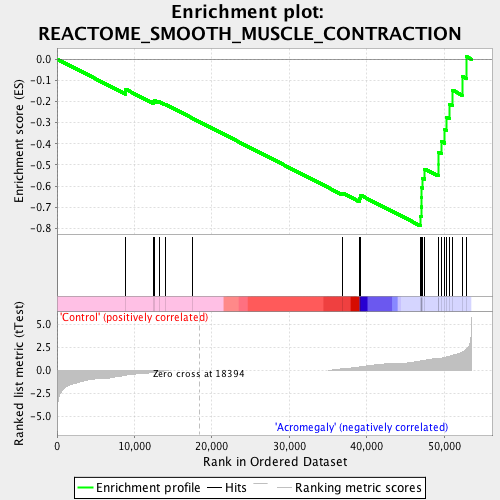 Enrichment plot:
REACTOME_SMOOTH_MUSCLE_CONTRACTION
Enrichment score (ES)
0.0
-0.1
-0.2
-0.3
-0.4
-0.5
-0.6
-0.7
-0.8
Ranked list metric (tTest)
5.0
2.5
0.0
-2.5
-5.0
'Control' (positively correlated)
Zero cross at 18394
'Acromegaly' (negatively correlated)
0
10,000
20,000
30,000
40,000
50,000
Rank in Ordered Dataset
Enrichment profile
Hits
Ranking metric scores